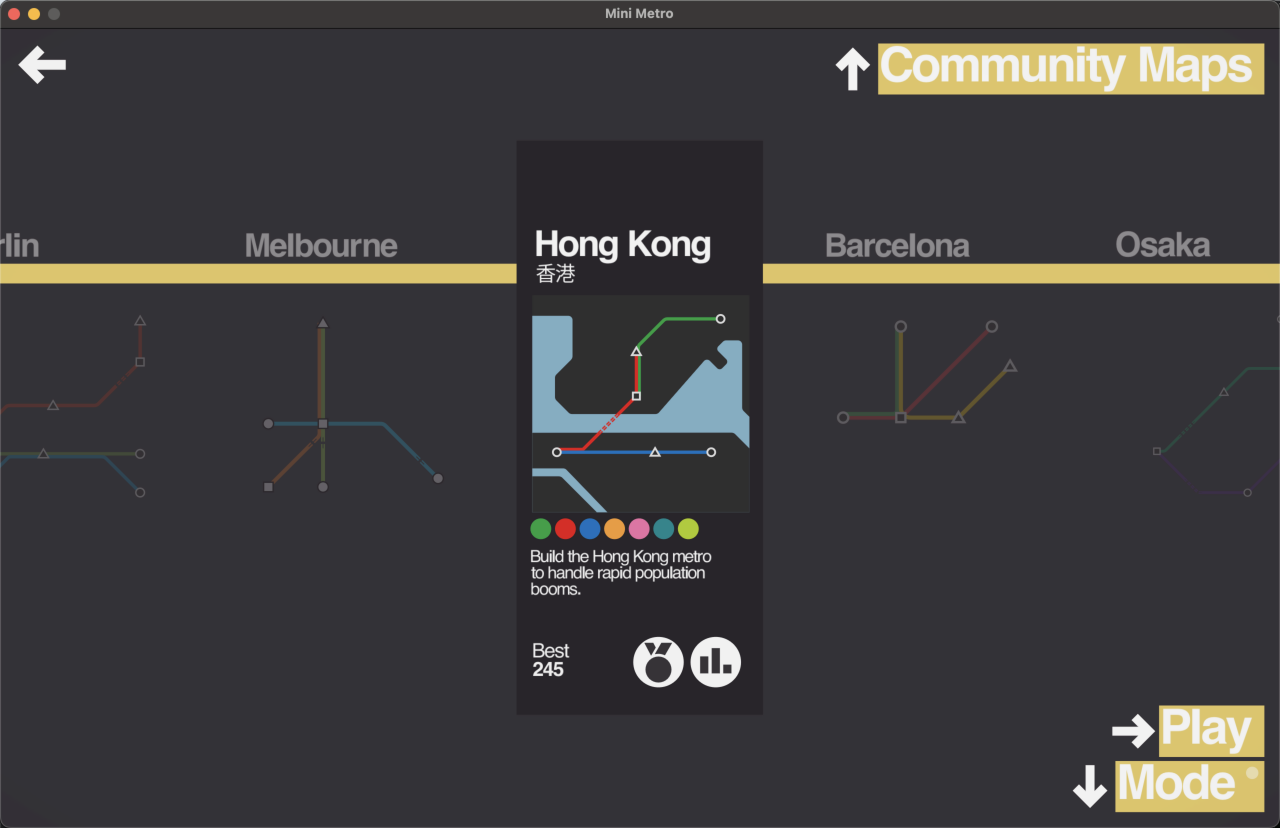 Mini Metro
Community Maps
rlin
Melbourne
Hong Kong
香港
Barcelona
Osaka
Build the Hong Kong metro
to handle rapid population
booms.
Best
245
Play
Mode